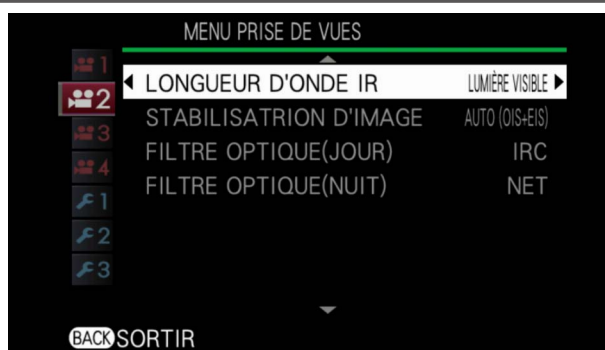 MENU PRISE DE VUES
1
2
3
4
1
2
3
LONGUEUR D'ONDE IR LUMIÈRE VISIBLE
STABILISATRION D'IMAGE AUTO (OIS+EIS)
FILTRE OPTIQUE(JOUR) IRC
FILTRE OPTIQUE(NUIT) NET
BACK SORTIR